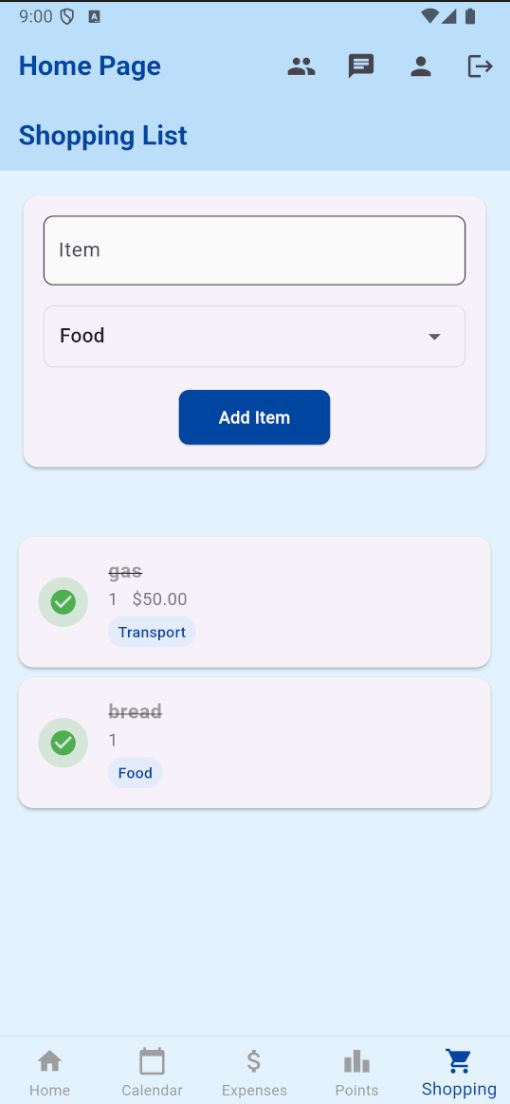 9:00
Home Page
Shopping List
Item
Food
Add Item
gas
1 $50.00
Transport
bread
1
Food
Home Calendar Expenses Points Shopping